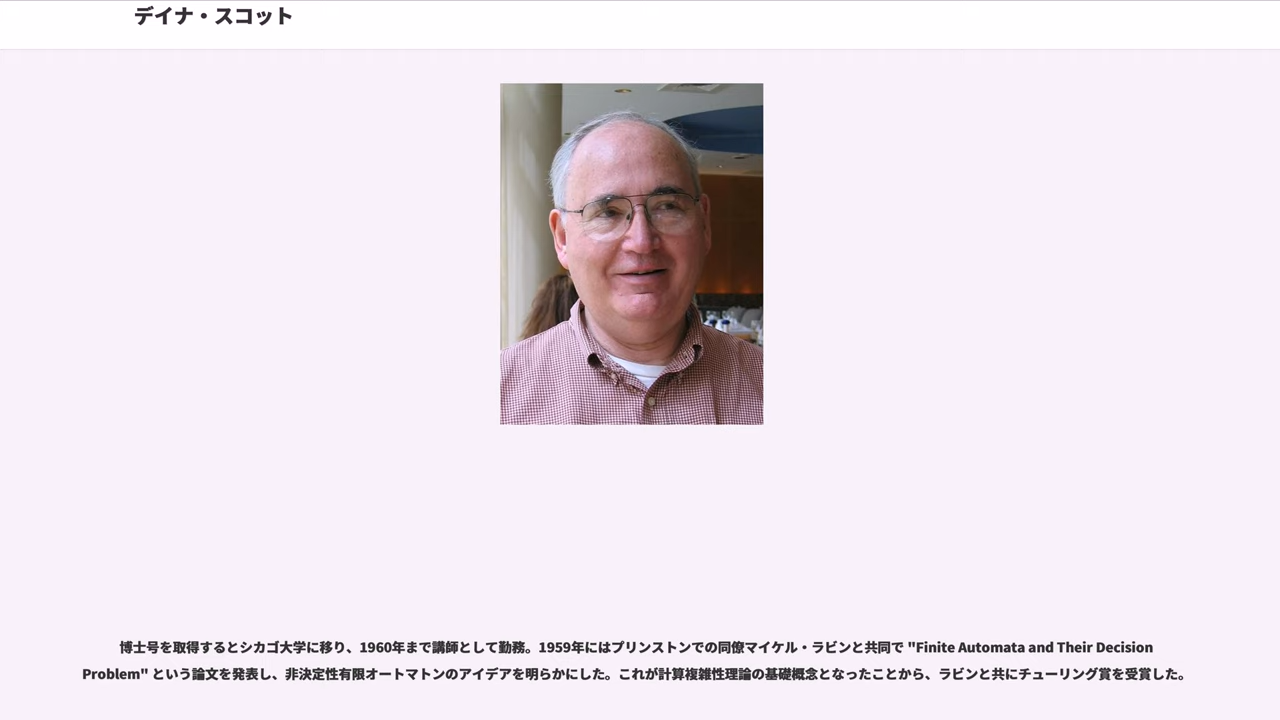 デイナ・スコット
博士号を取得するとシカゴ大学に移り、1960年まで講師として勤務。1959年にはプリンストンでの同僚マイケル・ラビンと共同で "Finite Automata and Their Decision
Problem" という論文を発表し、非決定性有限オートマトンのアイデアを明らかにした。これが計算複雑性理論の基礎概念となったことから、ラビンと共にチューリング賞を受賞した。